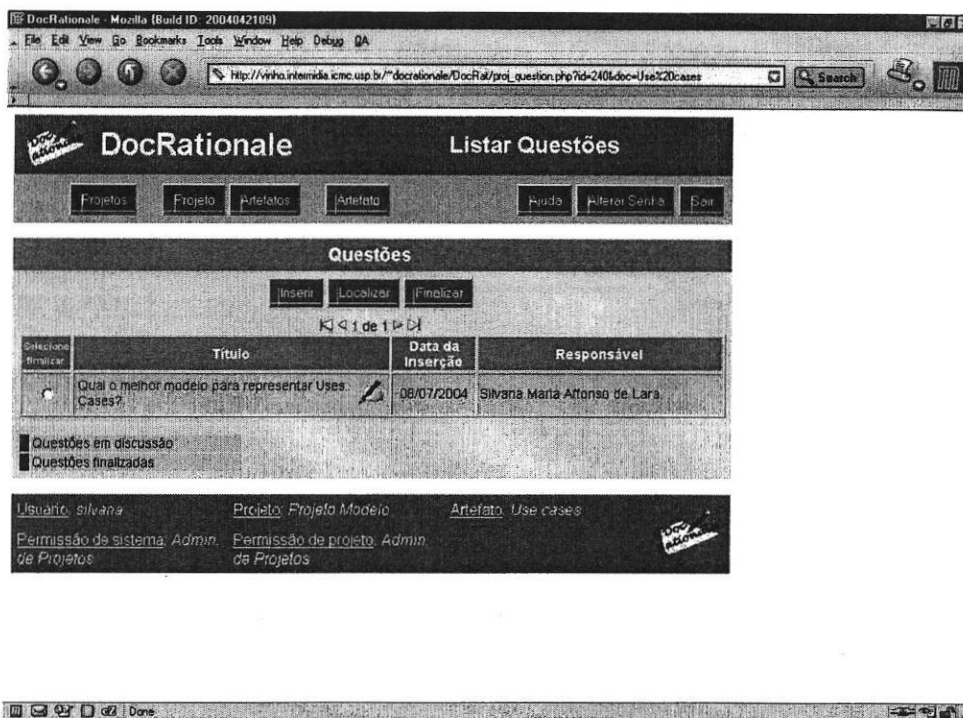 DocRationale - Mozilla {Build ID: 2004042109}
File Edit View Go Bookmarks Tools Window Help Debug QA
http://vinho.intermidia.icmc.usp.br/~docrationale/DocRat/proj_question.php?id=240&doc=Use%20cases Search
DocRationale Listar Questões
Projetos Projeto Artefatos Artefato Ajuda Alterar Senha Sair
Questões
Inserir Localizar Finalizar
1 de 1
Selecione finalizar Título Data da Inserção Responsável
Qual o melhor modelo para representar Uses Cases? 08/07/2004 Silvana Maria Affonso de Lara
Questões em discussão
Questões finalizadas
Usuário: silvana Projeto: Projeto Modelo Artefato: Use cases
Permissão de sistema: Admin. de Projetos Permissão de projeto: Admin. de Projetos
Done